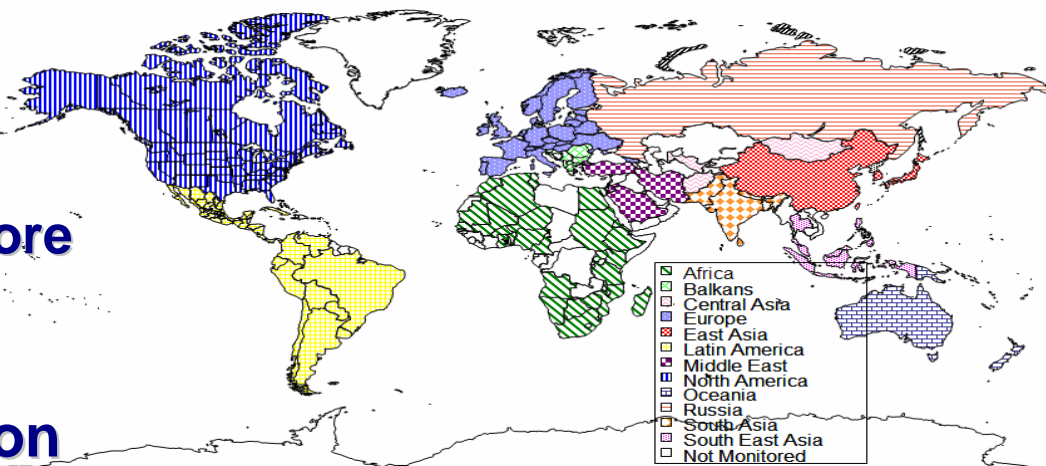 ore
Africa
Balkans
Central Asia
Europe
East Asia
Latin America
Middle East
North America
Oceania
Russia
South Asia
South East Asia
Not Monitored
on